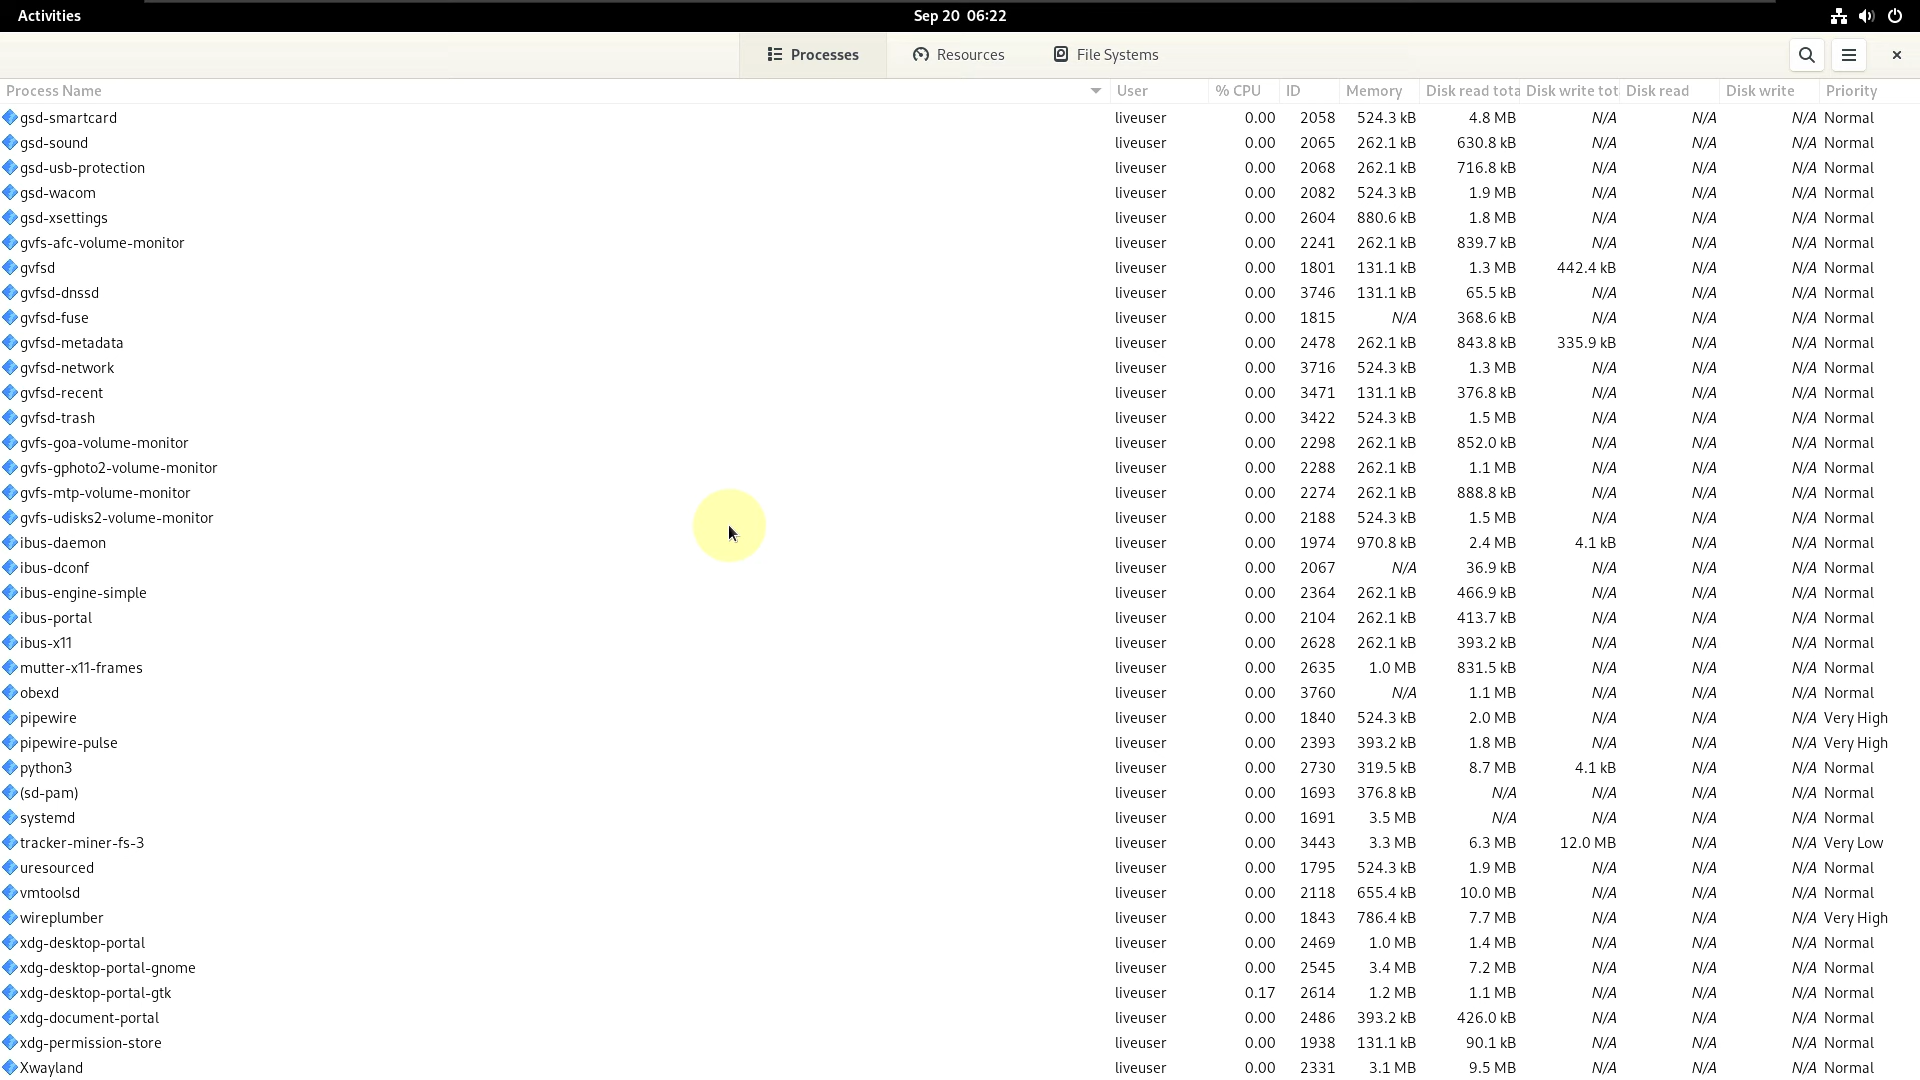 Activities Sep 20 06:22
Processes Resources File Systems
Process Name User % CPU ID Memory Disk read tota Disk write tot Disk read Disk write Priority
gsd-smartcard liveuser 0.00 2058 524.3 kB 4.8 MB N/A N/A N/A Normal
gsd-sound liveuser 0.00 2065 262.1 kB 630.8 kB N/A N/A N/A Normal
gsd-usb-protection liveuser 0.00 2068 262.1 kB 716.8 kB N/A N/A N/A Normal
gsd-wacom liveuser 0.00 2082 524.3 kB 1.9 MB N/A N/A N/A Normal
gsd-xsettings liveuser 0.00 2604 880.6 kB 1.8 MB N/A N/A N/A Normal
gvfs-afc-volume-monitor liveuser 0.00 2241 262.1 kB 839.7 kB N/A N/A N/A Normal
gvfsd liveuser 0.00 1801 131.1 kB 1.3 MB 442.4 kB N/A N/A Normal
gvfsd-dnssd liveuser 0.00 3746 131.1 kB 65.5 kB N/A N/A N/A Normal
gvfsd-fuse liveuser 0.00 1815 N/A 368.6 kB N/A N/A N/A Normal
gvfsd-metadata liveuser 0.00 2478 262.1 kB 843.8 kB 335.9 kB N/A N/A Normal
gvfsd-network liveuser 0.00 3716 524.3 kB 1.3 MB N/A N/A N/A Normal
gvfsd-recent liveuser 0.00 3471 131.1 kB 376.8 kB N/A N/A N/A Normal
gvfsd-trash liveuser 0.00 3422 524.3 kB 1.5 MB N/A N/A N/A Normal
gvfs-goa-volume-monitor liveuser 0.00 2298 262.1 kB 852.0 kB N/A N/A N/A Normal
gvfs-gphoto2-volume-monitor liveuser 0.00 2288 262.1 kB 1.1 MB N/A N/A N/A Normal
gvfs-mtp-volume-monitor liveuser 0.00 2274 262.1 kB 888.8 kB N/A N/A N/A Normal
gvfs-udisks2-volume-monitor liveuser 0.00 2188 524.3 kB 1.5 MB N/A N/A N/A Normal
ibus-daemon liveuser 0.00 1974 970.8 kB 2.4 MB 4.1 kB N/A N/A Normal
ibus-dconf liveuser 0.00 2067 N/A 36.9 kB N/A N/A N/A Normal
ibus-engine-simple liveuser 0.00 2364 262.1 kB 466.9 kB N/A N/A N/A Normal
ibus-portal liveuser 0.00 2104 262.1 kB 413.7 kB N/A N/A N/A Normal
ibus-x11 liveuser 0.00 2628 262.1 kB 393.2 kB N/A N/A N/A Normal
mutter-x11-frames liveuser 0.00 2635 1.0 MB 831.5 kB N/A N/A N/A Normal
obexd liveuser 0.00 3760 N/A 1.1 MB N/A N/A N/A Normal
pipewire liveuser 0.00 1840 524.3 kB 2.0 MB N/A N/A N/A Very High
pipewire-pulse liveuser 0.00 2393 393.2 kB 1.8 MB N/A N/A N/A Very High
python3 liveuser 0.00 2730 319.5 kB 8.7 MB 4.1 kB N/A N/A Normal
(sd-pam) liveuser 0.00 1693 376.8 kB N/A N/A N/A N/A Normal
systemd liveuser 0.00 1691 3.5 MB N/A N/A N/A N/A Normal
tracker-miner-fs-3 liveuser 0.00 3443 3.3 MB 6.3 MB 12.0 MB N/A N/A Very Low
uresourced liveuser 0.00 1795 524.3 kB 1.9 MB N/A N/A N/A Normal
vmtoolsd liveuser 0.00 2118 655.4 kB 10.0 MB N/A N/A N/A Normal
wireplumber liveuser 0.00 1843 786.4 kB 7.7 MB N/A N/A N/A Very High
xdg-desktop-portal liveuser 0.00 2469 1.0 MB 1.4 MB N/A N/A N/A Normal
xdg-desktop-portal-gnome liveuser 0.00 2545 3.4 MB 7.2 MB N/A N/A N/A Normal
xdg-desktop-portal-gtk liveuser 0.17 2614 1.2 MB 1.1 MB N/A N/A N/A Normal
xdg-document-portal liveuser 0.00 2486 393.2 kB 426.0 kB N/A N/A N/A Normal
xdg-permission-store liveuser 0.00 1938 131.1 kB 90.1 kB N/A N/A N/A Normal
Xwayland liveuser 0.00 2331 3.1 MB 9.5 MB N/A N/A N/A Normal